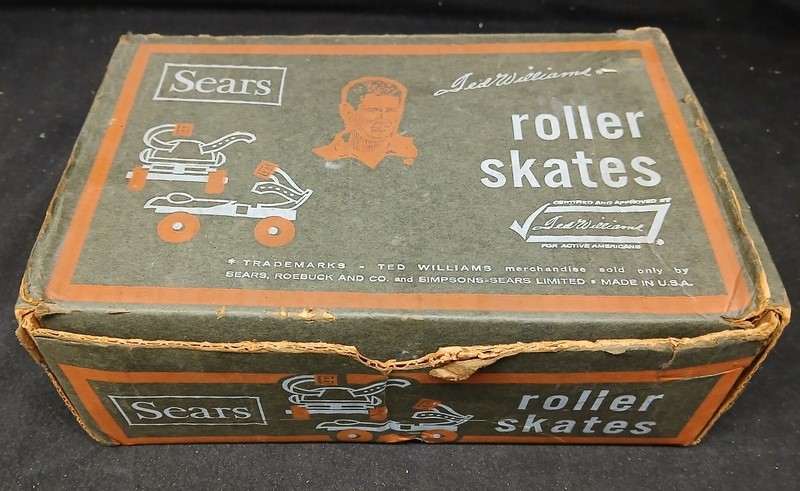 Sears
Ted Williams *
roller
skates
CERTIFIED AND APPROVED BY
Ted Williams
FOR ACTIVE AMERICANS
* TRADEMARKS - TED WILLIAMS merchandise sold only by
SEARS, ROEBUCK AND CO. and SIMPSONS-SEARS LIMITED • MADE IN U.S.A.
Sears
roller
skates